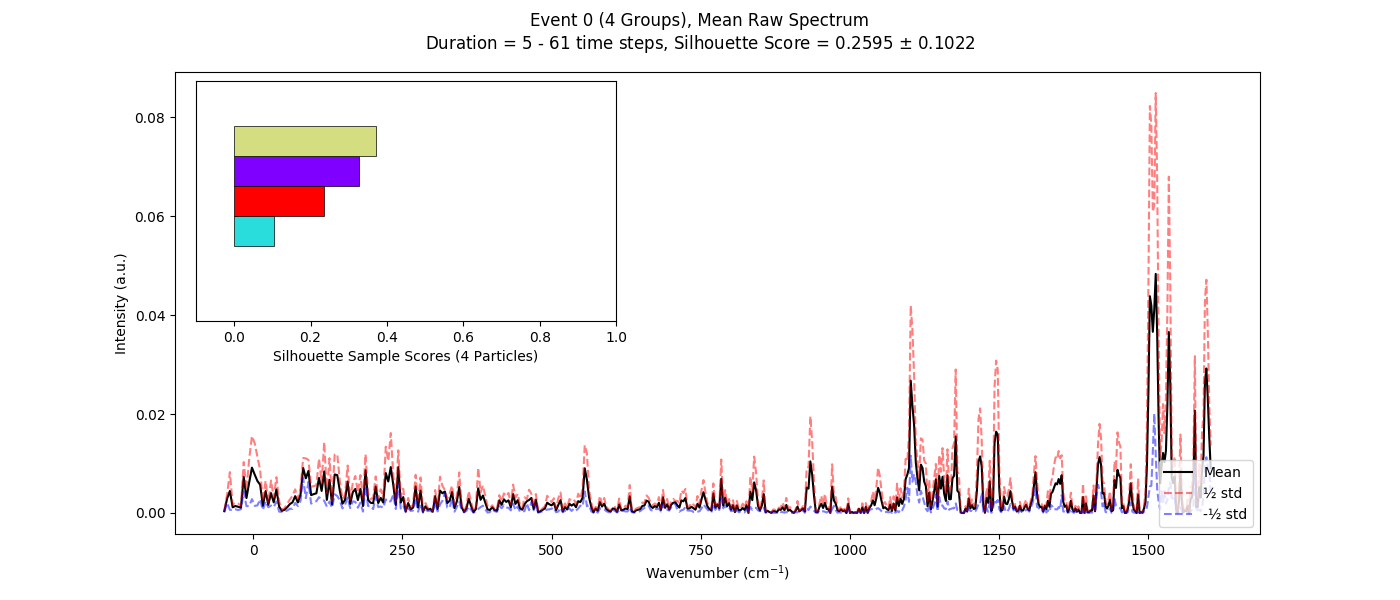 Event 0 (4 Groups), Mean Raw Spectrum
Duration = 5 - 61 time steps, Silhouette Score = 0.2595 ± 0.1022
Intensity (a.u.)
0.08
0.06
0.04
0.02
0.00
0.0 0.2 0.4 0.6 0.8 1.0
Silhouette Sample Scores (4 Particles)
Mean
½ std
-½ std
0 250 500 750 1000 1250 1500
Wavenumber (cm⁻¹)